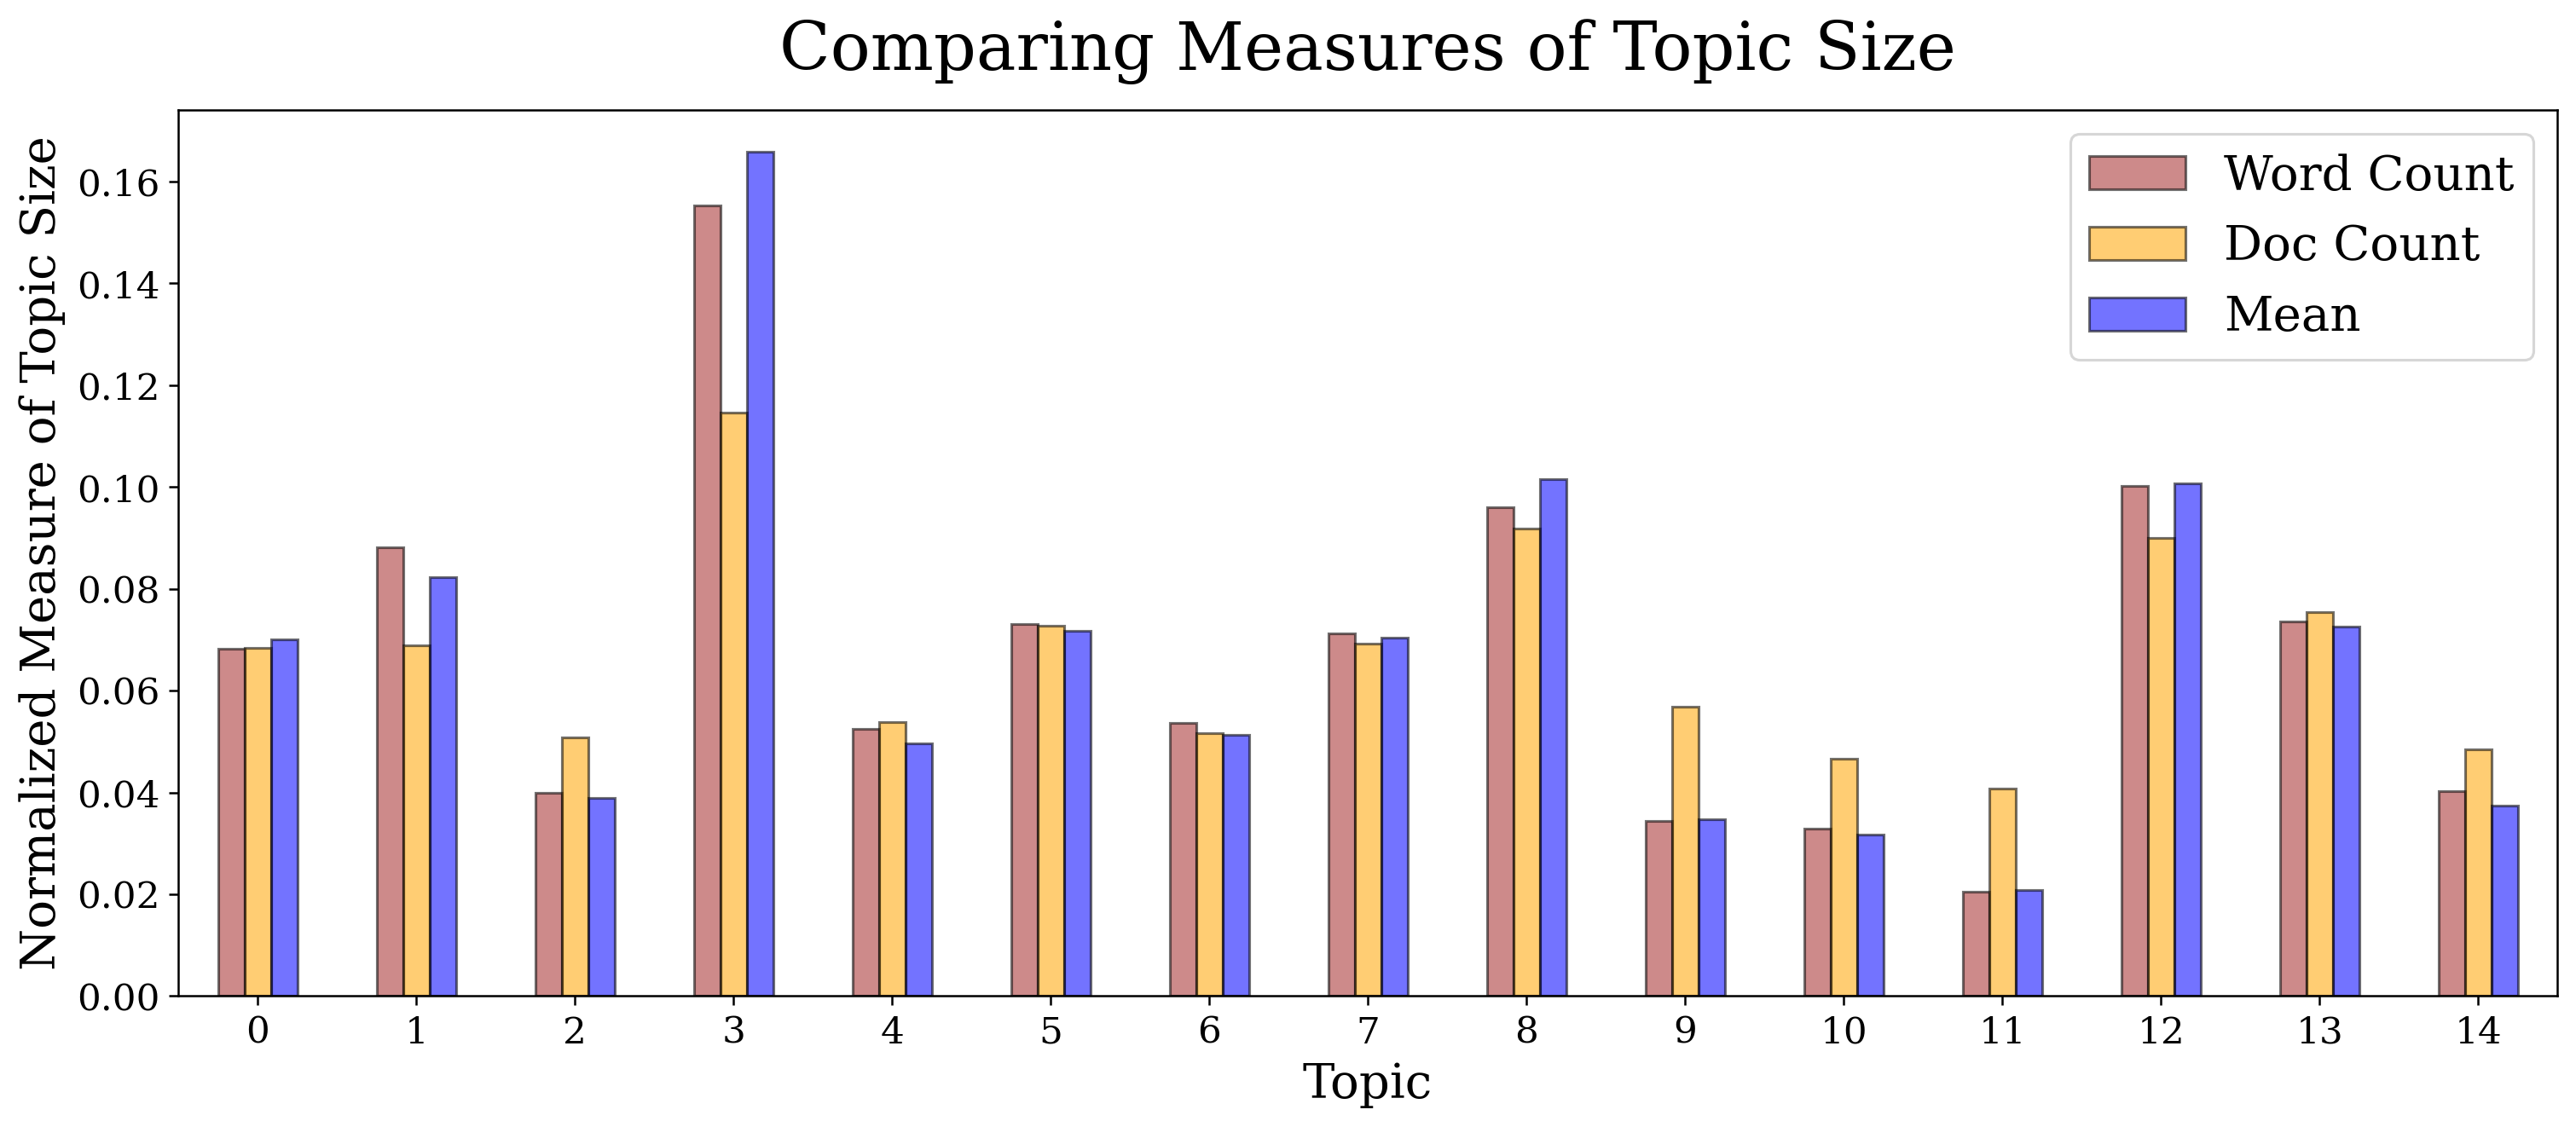 Comparing Measures of Topic Size
Normalized Measure of Topic Size
0.16
0.14
0.12
0.10
0.08
0.06
0.04
0.02
0.00
Word Count
Doc Count
Mean
0 1 2 3 4 5 6 7 8 9 10 11 12 13 14
Topic